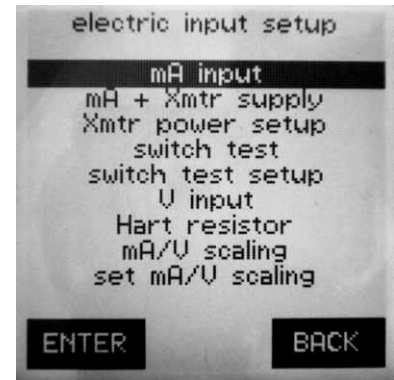 electric input setup
mA input
mA + Xmtr supply
Xmtr power setup
switch test
switch test setup
V input
Hart resistor
mA/V scaling
set mA/V scaling
ENTER BACK